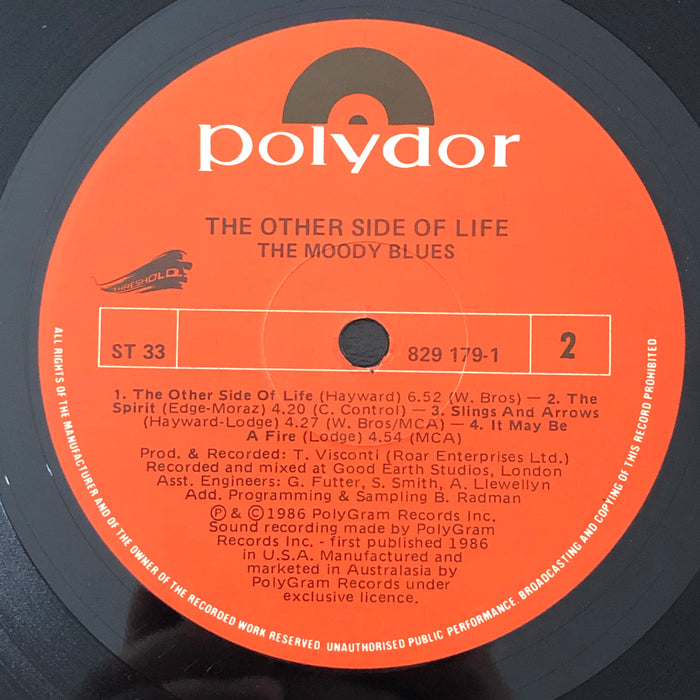 polydor
THE OTHER SIDE OF LIFE
THE MOODY BLUES
THRESHOLD
ST 33
829 179-1
2
1. The Other Side Of Life (Hayward) 6.52 (W. Bros) — 2. The
Spirit (Edge-Moraz) 4.20 (C. Control) — 3. Slings And Arrows
(Hayward-Lodge) 4.27 (W. Bros/MCA) — 4. It May Be
A Fire (Lodge) 4.54 (MCA)
Prod. & Recorded: T. Visconti (Roar Enterprises Ltd.)
Recorded and mixed at Good Earth Studios, London
Asst. Engineers: G. Futter, S. Smith, A. Llewellyn
Add. Programming & Sampling B. Radman
℗ & © 1986 PolyGram Records Inc.
Sound recording made by PolyGram
Records Inc. - first published 1986
in U.S.A. Manufactured and
marketed in Australasia by
PolyGram Records under
exclusive licence.
ALL RIGHTS OF THE MANUFACTURER AND OF THE OWNER OF THE RECORDED WORK RESERVED. UNAUTHORISED PUBLIC PERFORMANCE, BROADCASTING AND COPYING OF THIS RECORD PROHIBITED